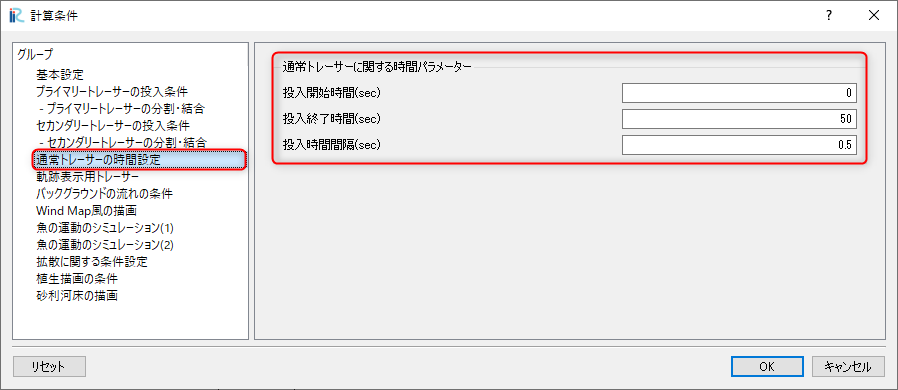 計算条件
グループ
基本設定
プライマリートレーサーの投入条件
- プライマリートレーサーの分割・結合
セカンダリートレーサーの投入条件
- セカンダリートレーサーの分割・結合
通常トレーサーの時間設定
軌跡表示用トレーサー
バックグラウンドの流れの条件
Wind Map風の描画
魚の運動のシミュレーション(1)
魚の運動のシミュレーション(2)
拡散に関する条件設定
植生描画の条件
砂利河床の描画
通常トレーサーに関する時間パラメーター
投入開始時間(sec) 0
投入終了時間(sec) 50
投入時間間隔(sec) 0.5
リセット OK キャンセル